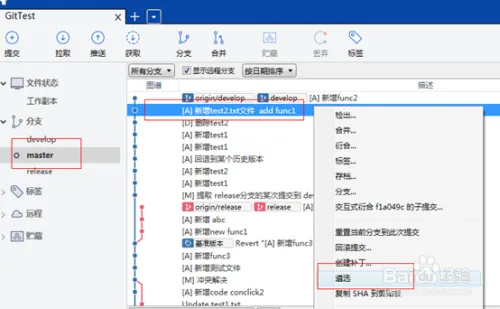 GitTest
提交 拉取 推送 获取 分支 合并 贮藏 丢弃 标签
文件状态
工作副本
分支
develop
master
release
标签
远程
贮藏
所有分支 显示远程分支 按日期排序
图谱 描述
origin/develop develop [A] 新增func2
[A] 新增test2.txt文件 add func1
[D] 删除test2
[A] 新增test1
[A] 新增test1
[A] 回退到某个历史版本
[A] 新增test2
[A] 新增test1
[M] 提取 release分支的某次提交到 dev
origin/release release [A]
[A] 新增 abc
[A] 新增new func1
基准版本 Revert "[A] 新增func3
[A] 新增func3
[A] 新增测试文件
[M] 冲突解决
[A] 新增code conclick2
Update test1.txt
检出...
合并...
衍合...
标签...
存档...
分支...
交互式衍合 f1a049c 的子提交...
重置当前分支到此次提交
回滚提交...
创建补丁...
遴选
复制 SHA 到剪贴板
Baidu 经验